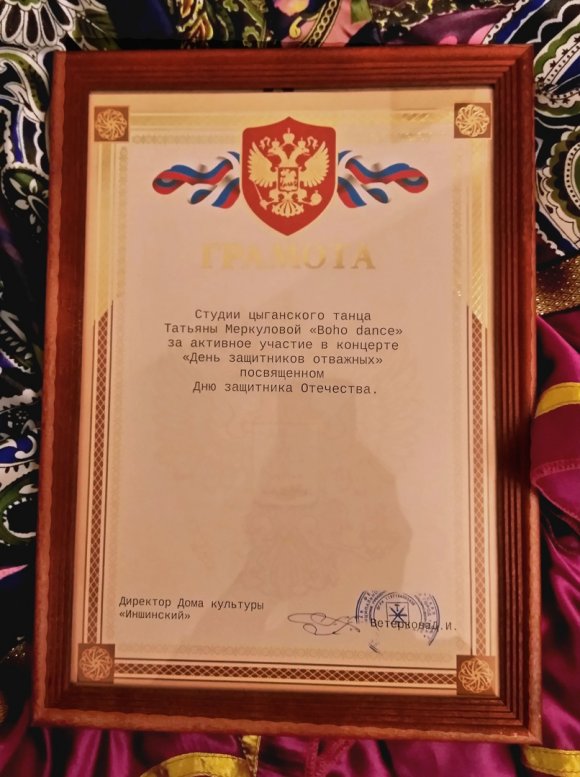 ГРАМОТА
Студии цыганского танца
Татьяны Меркуловой «Boho dance»
за активное участие в концерте
«День защитников отважных»
посвященном
Дню защитника Отечества.
Директор Дома культуры
«Иншинский»
ВетерковаД.И.